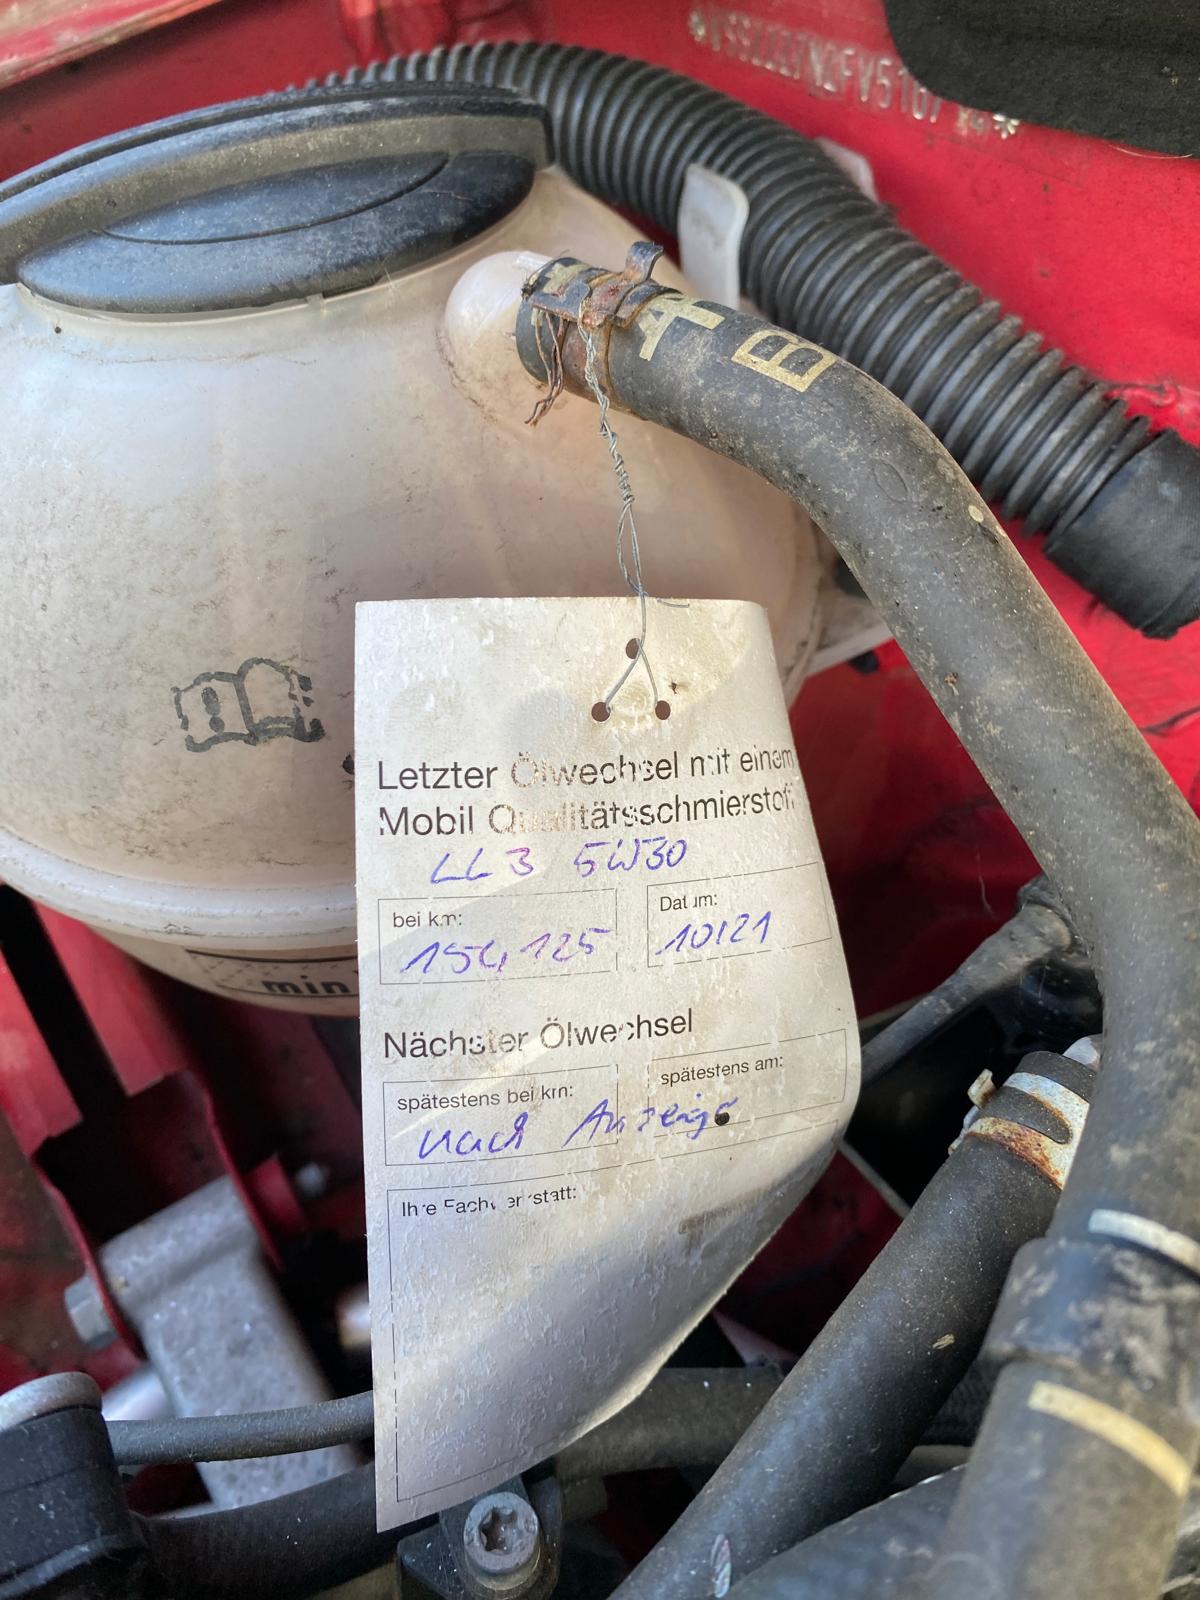 AF
B
min
Letzter Ölwechsel mit einem
Mobil Qualitätsschmierstoff
LL3 5W30
bei km:
Datum:
154125
10/21
Nächster Ölwechsel
spätestens bei km:
spätestens am:
nach Anzeige
Ihre Fachwerkstatt: